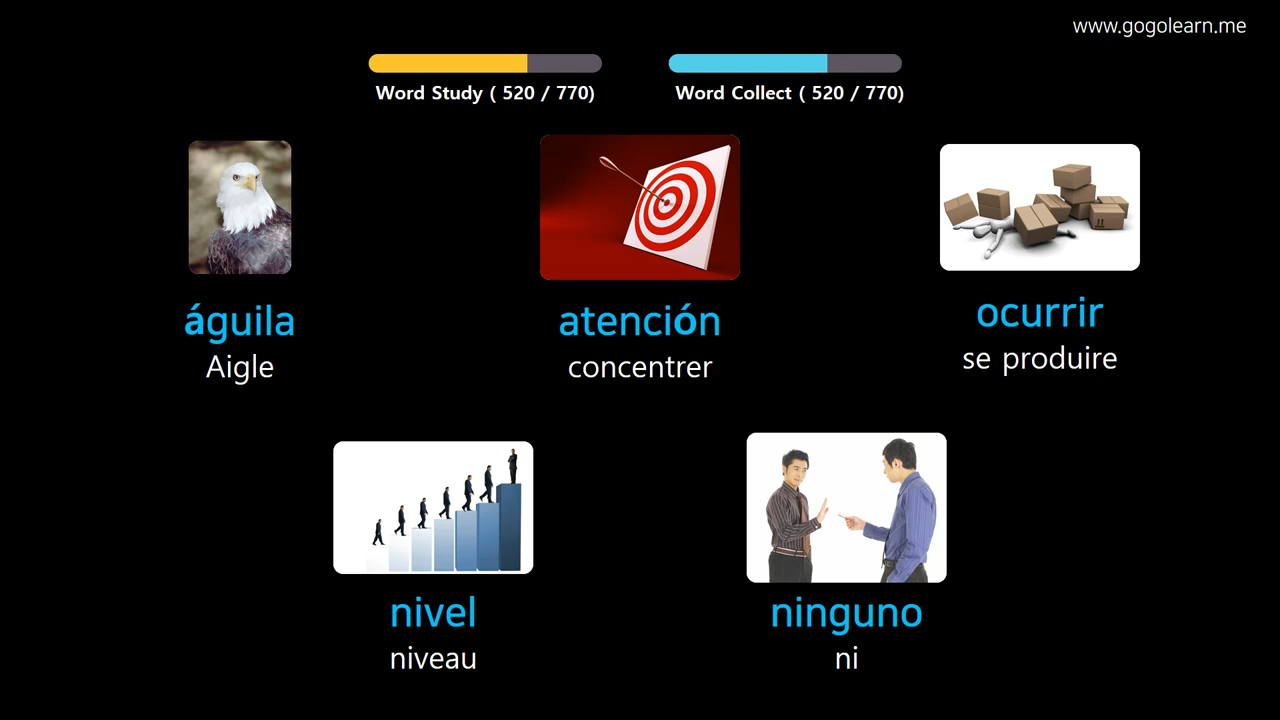 www.gogolearn.me
Word Study ( 520 / 770)
Word Collect ( 520 / 770)
águila
Aigle
atención
concentrer
ocurrir
se produire
nivel
niveau
ninguno
ni